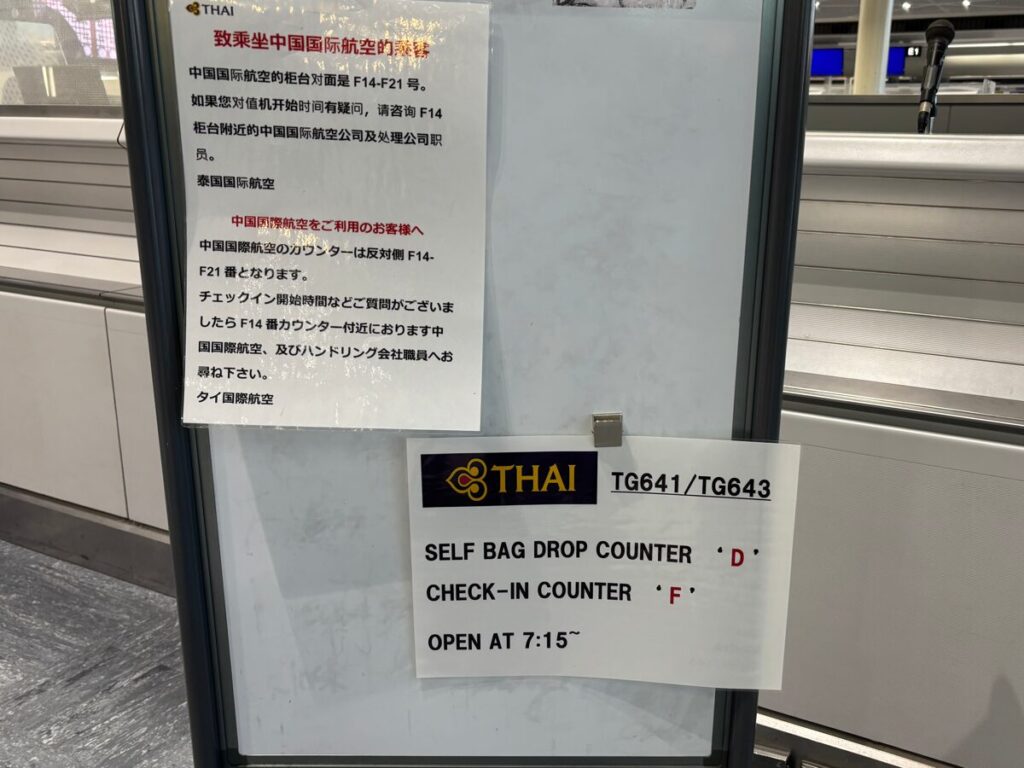 THAI
致乘坐中国国际航空的乘客
中国国际航空的柜台对面是 F14-F21 号。
如果您对值机开始时间有疑问，请咨询 F14
柜台附近的中国国际航空公司及处理公司职
员。
泰国国际航空
中国国際航空をご利用のお客様へ
中国国際航空のカウンターは反対側 F14-
F21 番となります。
チェックイン開始時間などご質問がございま
したら F14 番カウンター付近におります中
国国際航空、及びハンドリング会社職員へお
尋ね下さい。
タイ国際航空
THAI TG641/TG643
SELF BAG DROP COUNTER ‘D’
CHECK-IN COUNTER ‘F’
OPEN AT 7:15~